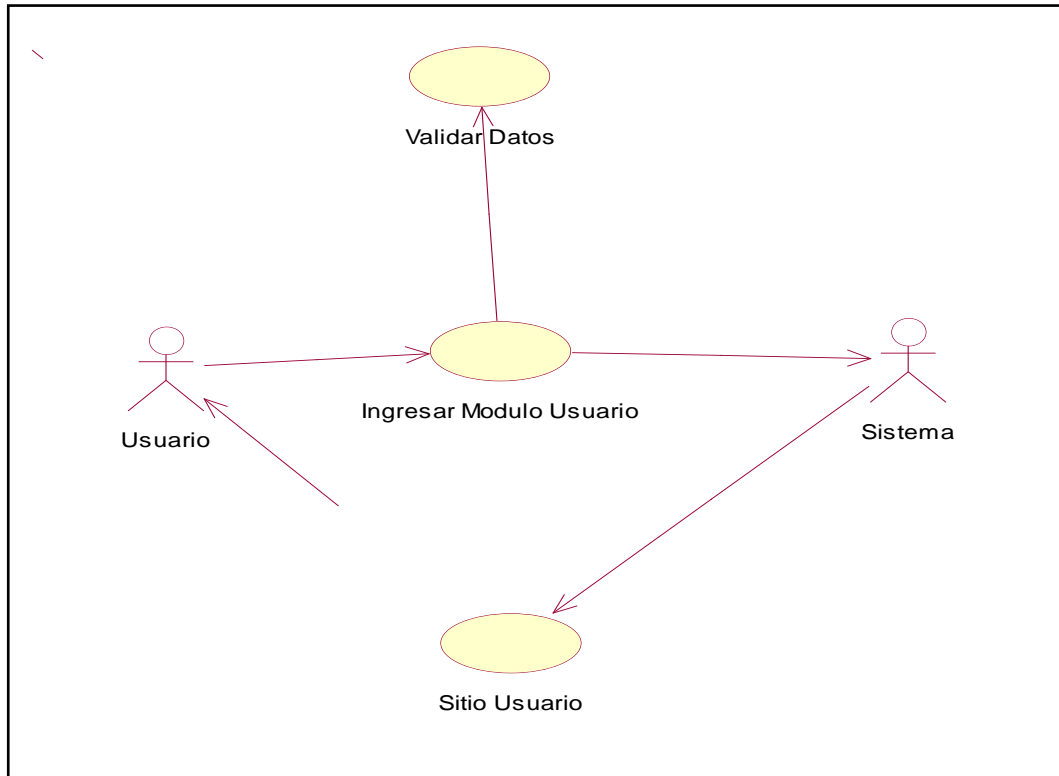 Validar Datos
Ingresar Modulo Usuario
Usuario
Sistema
Sitio Usuario